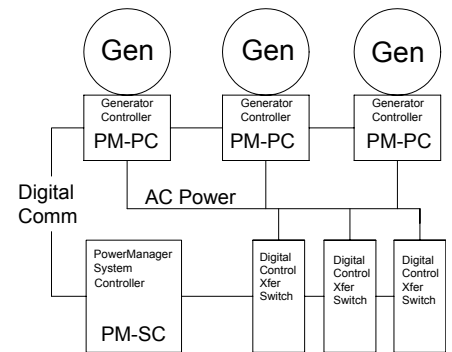 Gen
Gen
Gen
Generator
Controller
PM-PC
Generator
Controller
PM-PC
Generator
Controller
PM-PC
Digital
Comm
AC Power
PowerManager
System
Controller
PM-SC
Digital
Control
Xfer
Switch
Digital
Control
Xfer
Switch
Digital
Control
Xfer
Switch